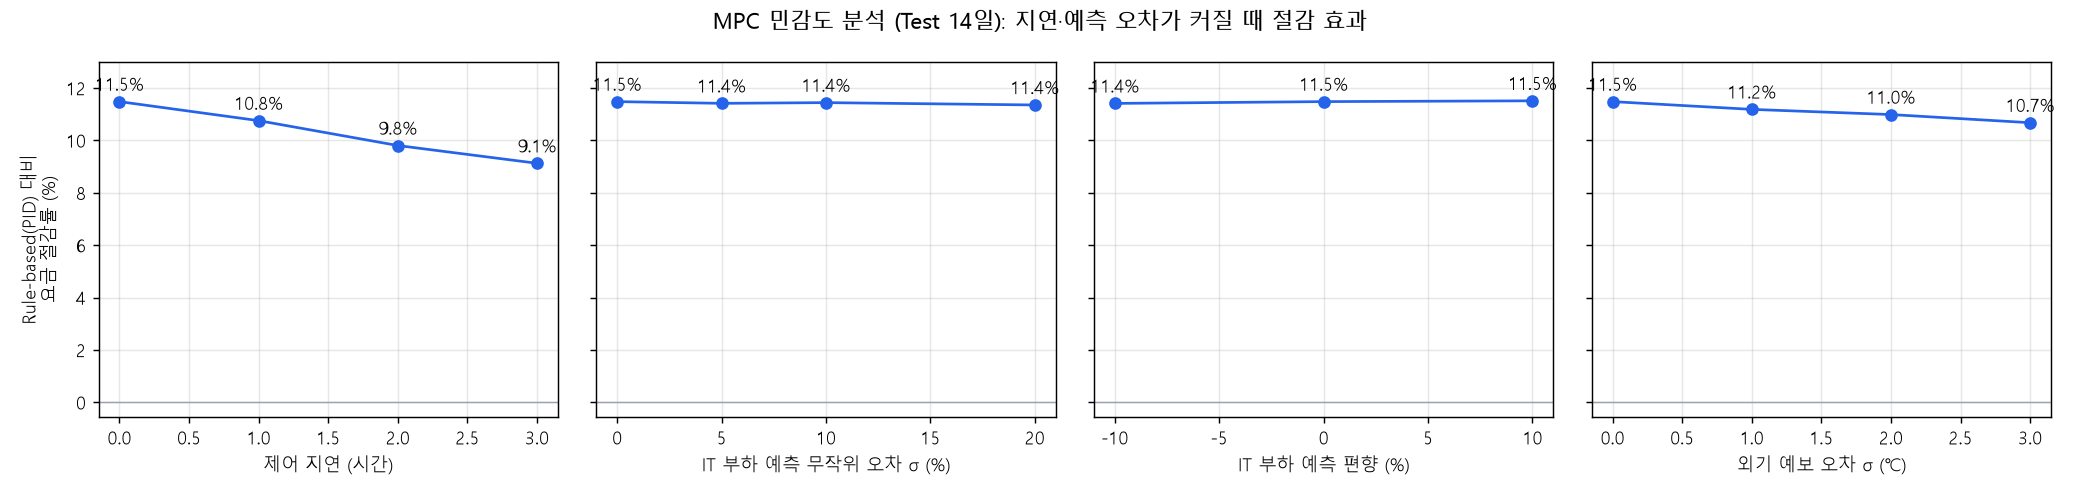 MPC 민감도 분석 (Test 14일): 지연·예측 오차가 커질 때 절감 효과
Rule-based(PID) 대비
요금 절감률 (%)
12
10
8
6
4
2
0
11.5%
10.8%
9.8%
9.1%
0.0 0.5 1.0 1.5 2.0 2.5 3.0
제어 지연 (시간)
11.5%
11.4%
11.4%
11.4%
0 5 10 15 20
IT 부하 예측 무작위 오차 σ (%)
11.4%
11.5%
11.5%
-10 -5 0 5 10
IT 부하 예측 편향 (%)
11.5%
11.2%
11.0%
10.7%
0.0 0.5 1.0 1.5 2.0 2.5 3.0
외기 예보 오차 σ (℃)